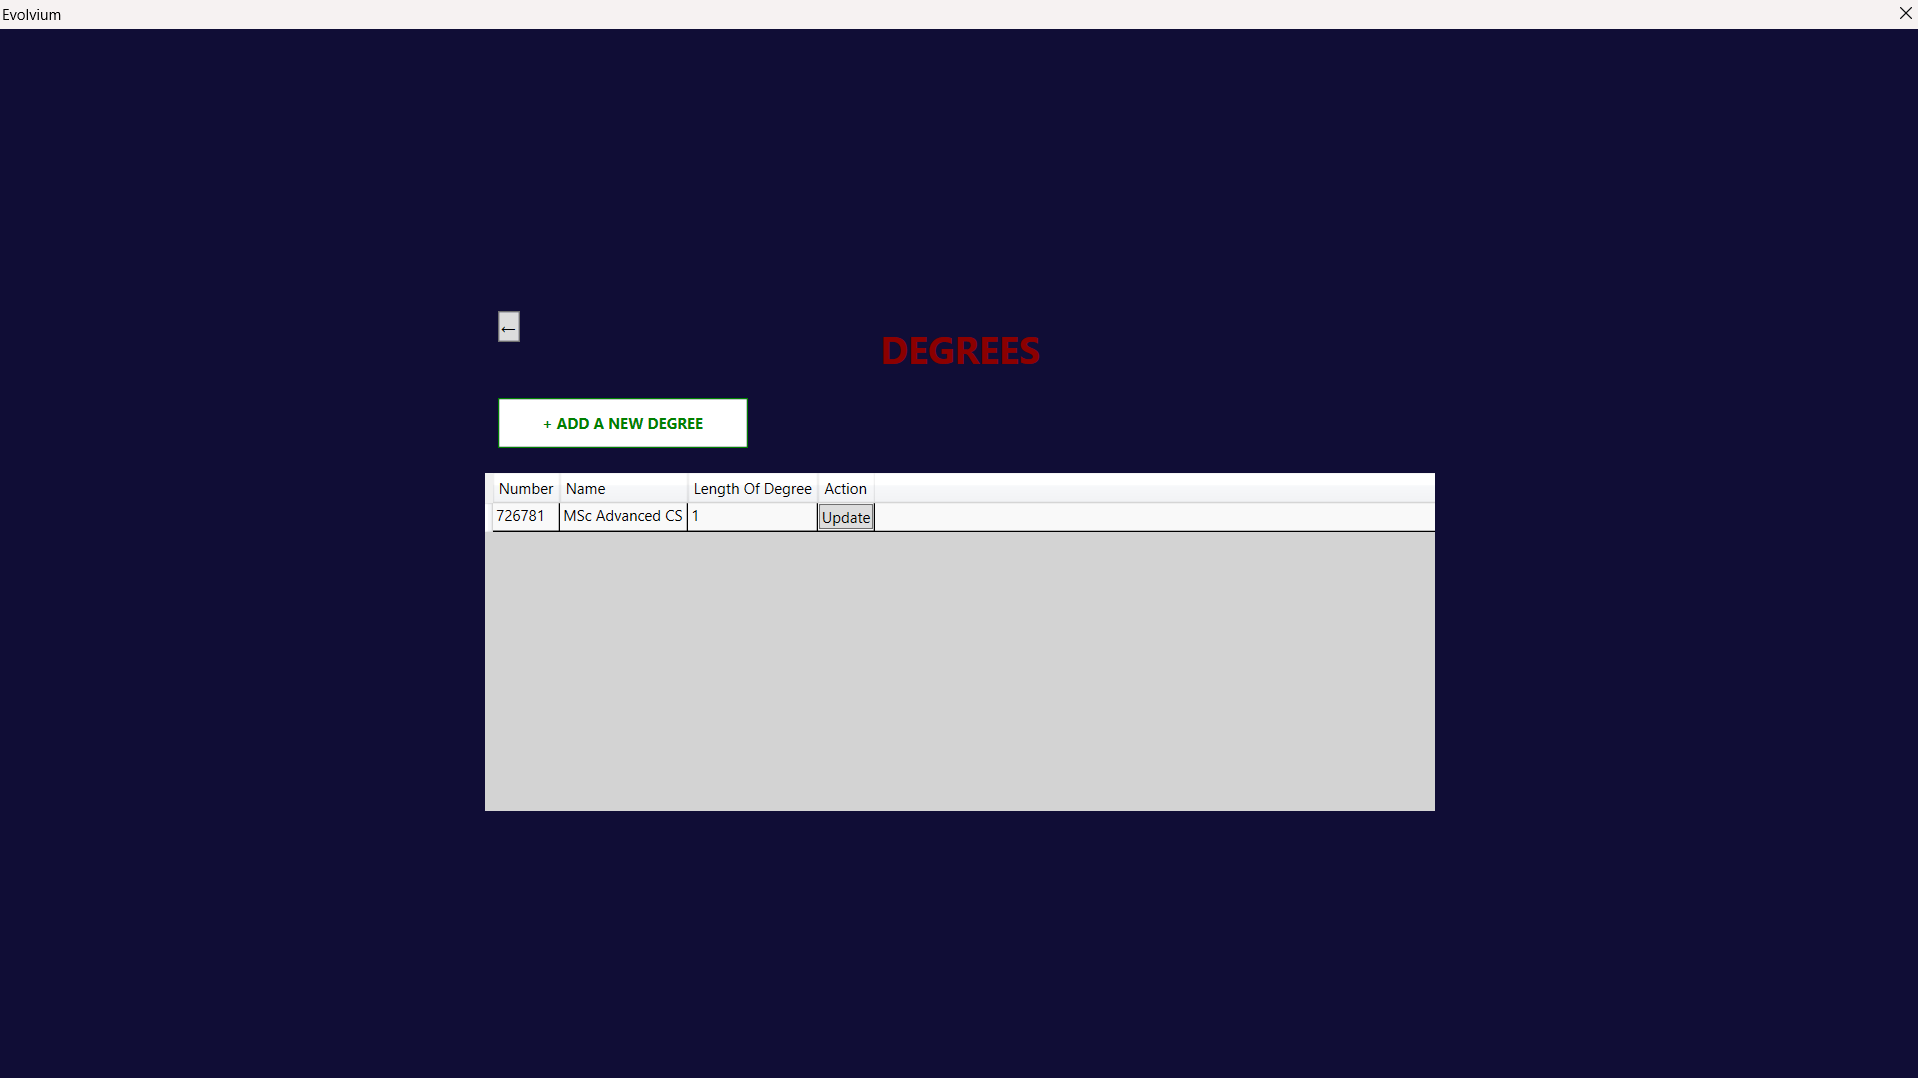 Evolvium
←
DEGREES
+ ADD A NEW DEGREE
Number Name Length Of Degree Action
726781 MSc Advanced CS 1 Update